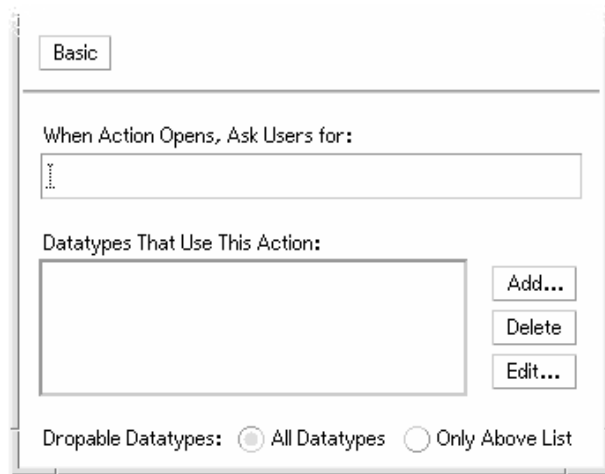 Basic
When Action Opens, Ask Users for:
Datatypes That Use This Action:
Add...
Delete
Edit...
Dropable Datatypes: All Datatypes Only Above List